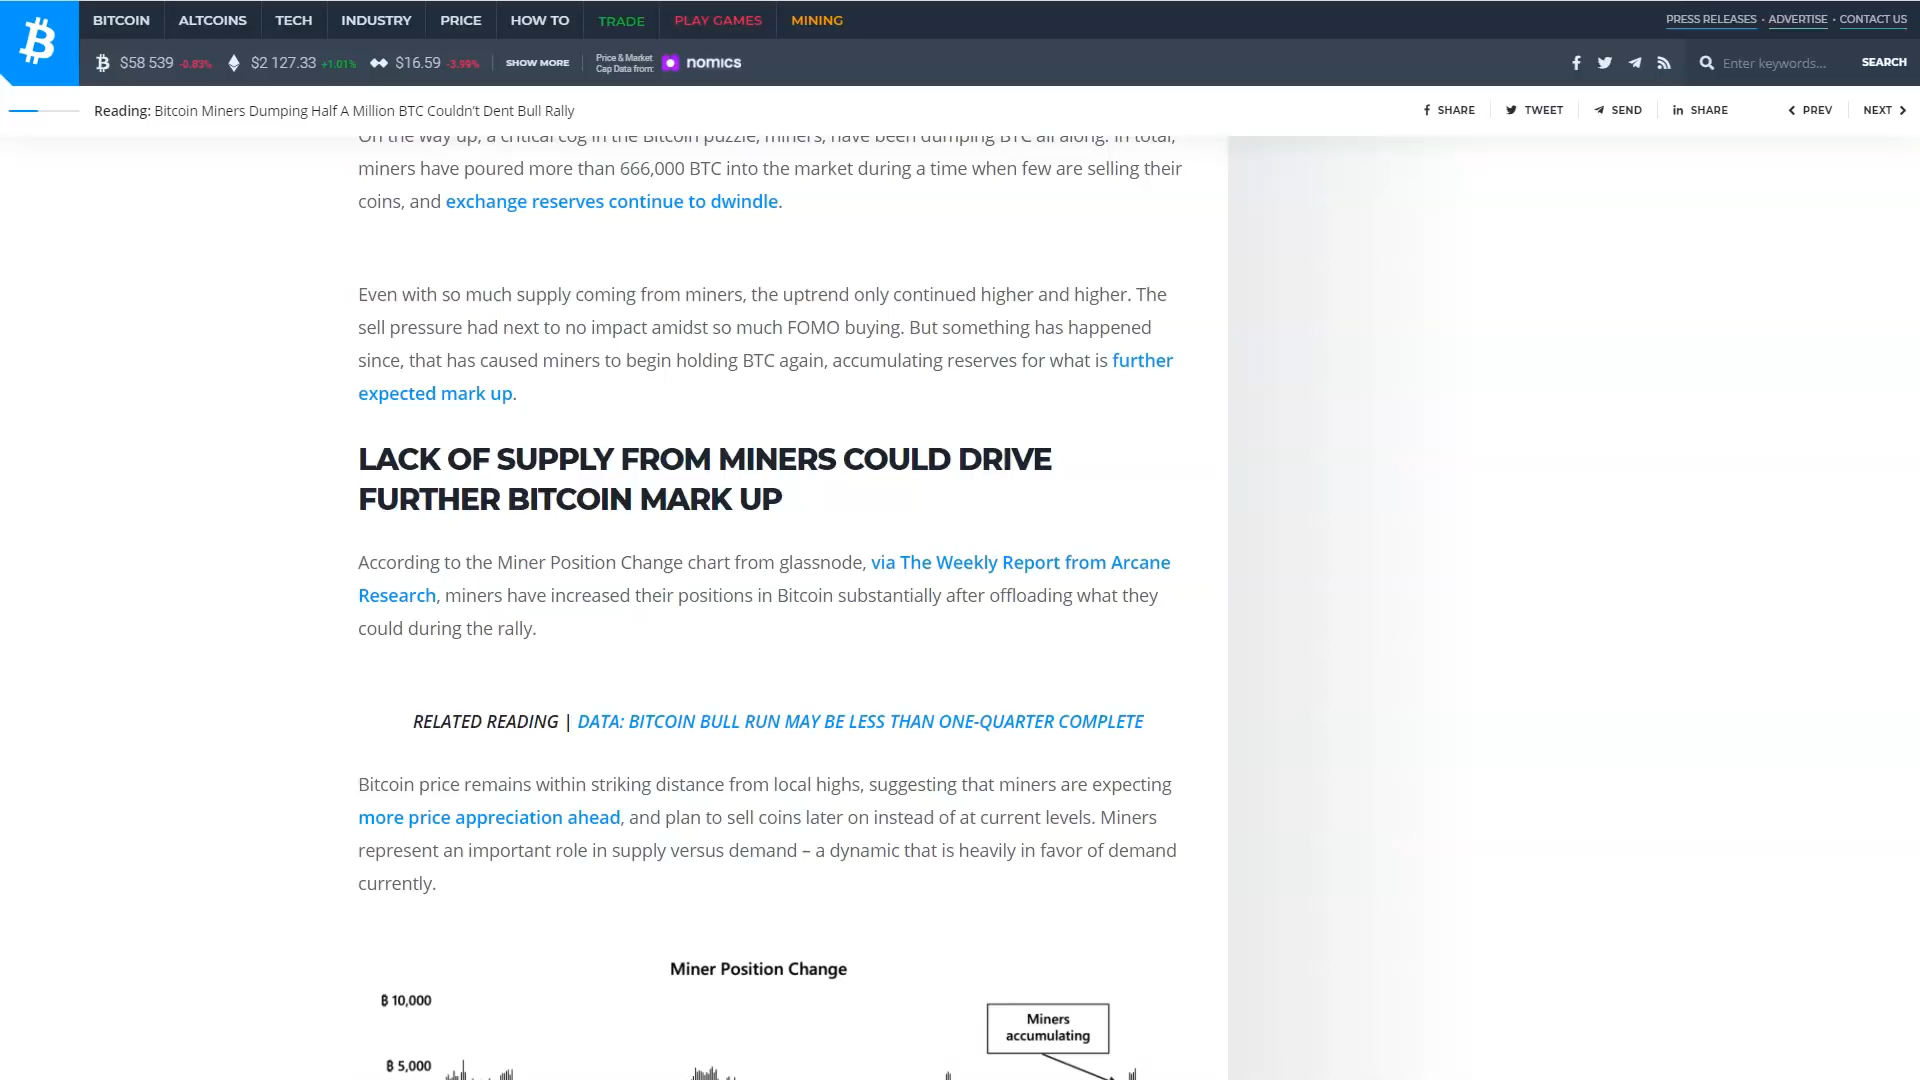 BITCOIN ALTCOINS TECH INDUSTRY PRICE HOW TO TRADE PLAY GAMES MINING PRESS RELEASES • ADVERTISE • CONTACT US
$58 539 -0.83% $2 127.33 +1.01% $16.59 -3.99% SHOW MORE Price & Market Cap Data from: nomics Enter keywords... SEARCH
Reading: Bitcoin Miners Dumping Half A Million BTC Couldn't Dent Bull Rally SHARE TWEET SEND SHARE PREV NEXT
On the way up, a critical cog in the Bitcoin puzzle, miners, have been dumping BTC all along. In total,
miners have poured more than 666,000 BTC into the market during a time when few are selling their
coins, and exchange reserves continue to dwindle.
Even with so much supply coming from miners, the uptrend only continued higher and higher. The
sell pressure had next to no impact amidst so much FOMO buying. But something has happened
since, that has caused miners to begin holding BTC again, accumulating reserves for what is further
expected mark up.
LACK OF SUPPLY FROM MINERS COULD DRIVE
FURTHER BITCOIN MARK UP
According to the Miner Position Change chart from glassnode, via The Weekly Report from Arcane
Research, miners have increased their positions in Bitcoin substantially after offloading what they
could during the rally.
RELATED READING | DATA: BITCOIN BULL RUN MAY BE LESS THAN ONE-QUARTER COMPLETE
Bitcoin price remains within striking distance from local highs, suggesting that miners are expecting
more price appreciation ahead, and plan to sell coins later on instead of at current levels. Miners
represent an important role in supply versus demand – a dynamic that is heavily in favor of demand
currently.
Miner Position Change
฿ 10,000
Miners
accumulating
฿ 5,000